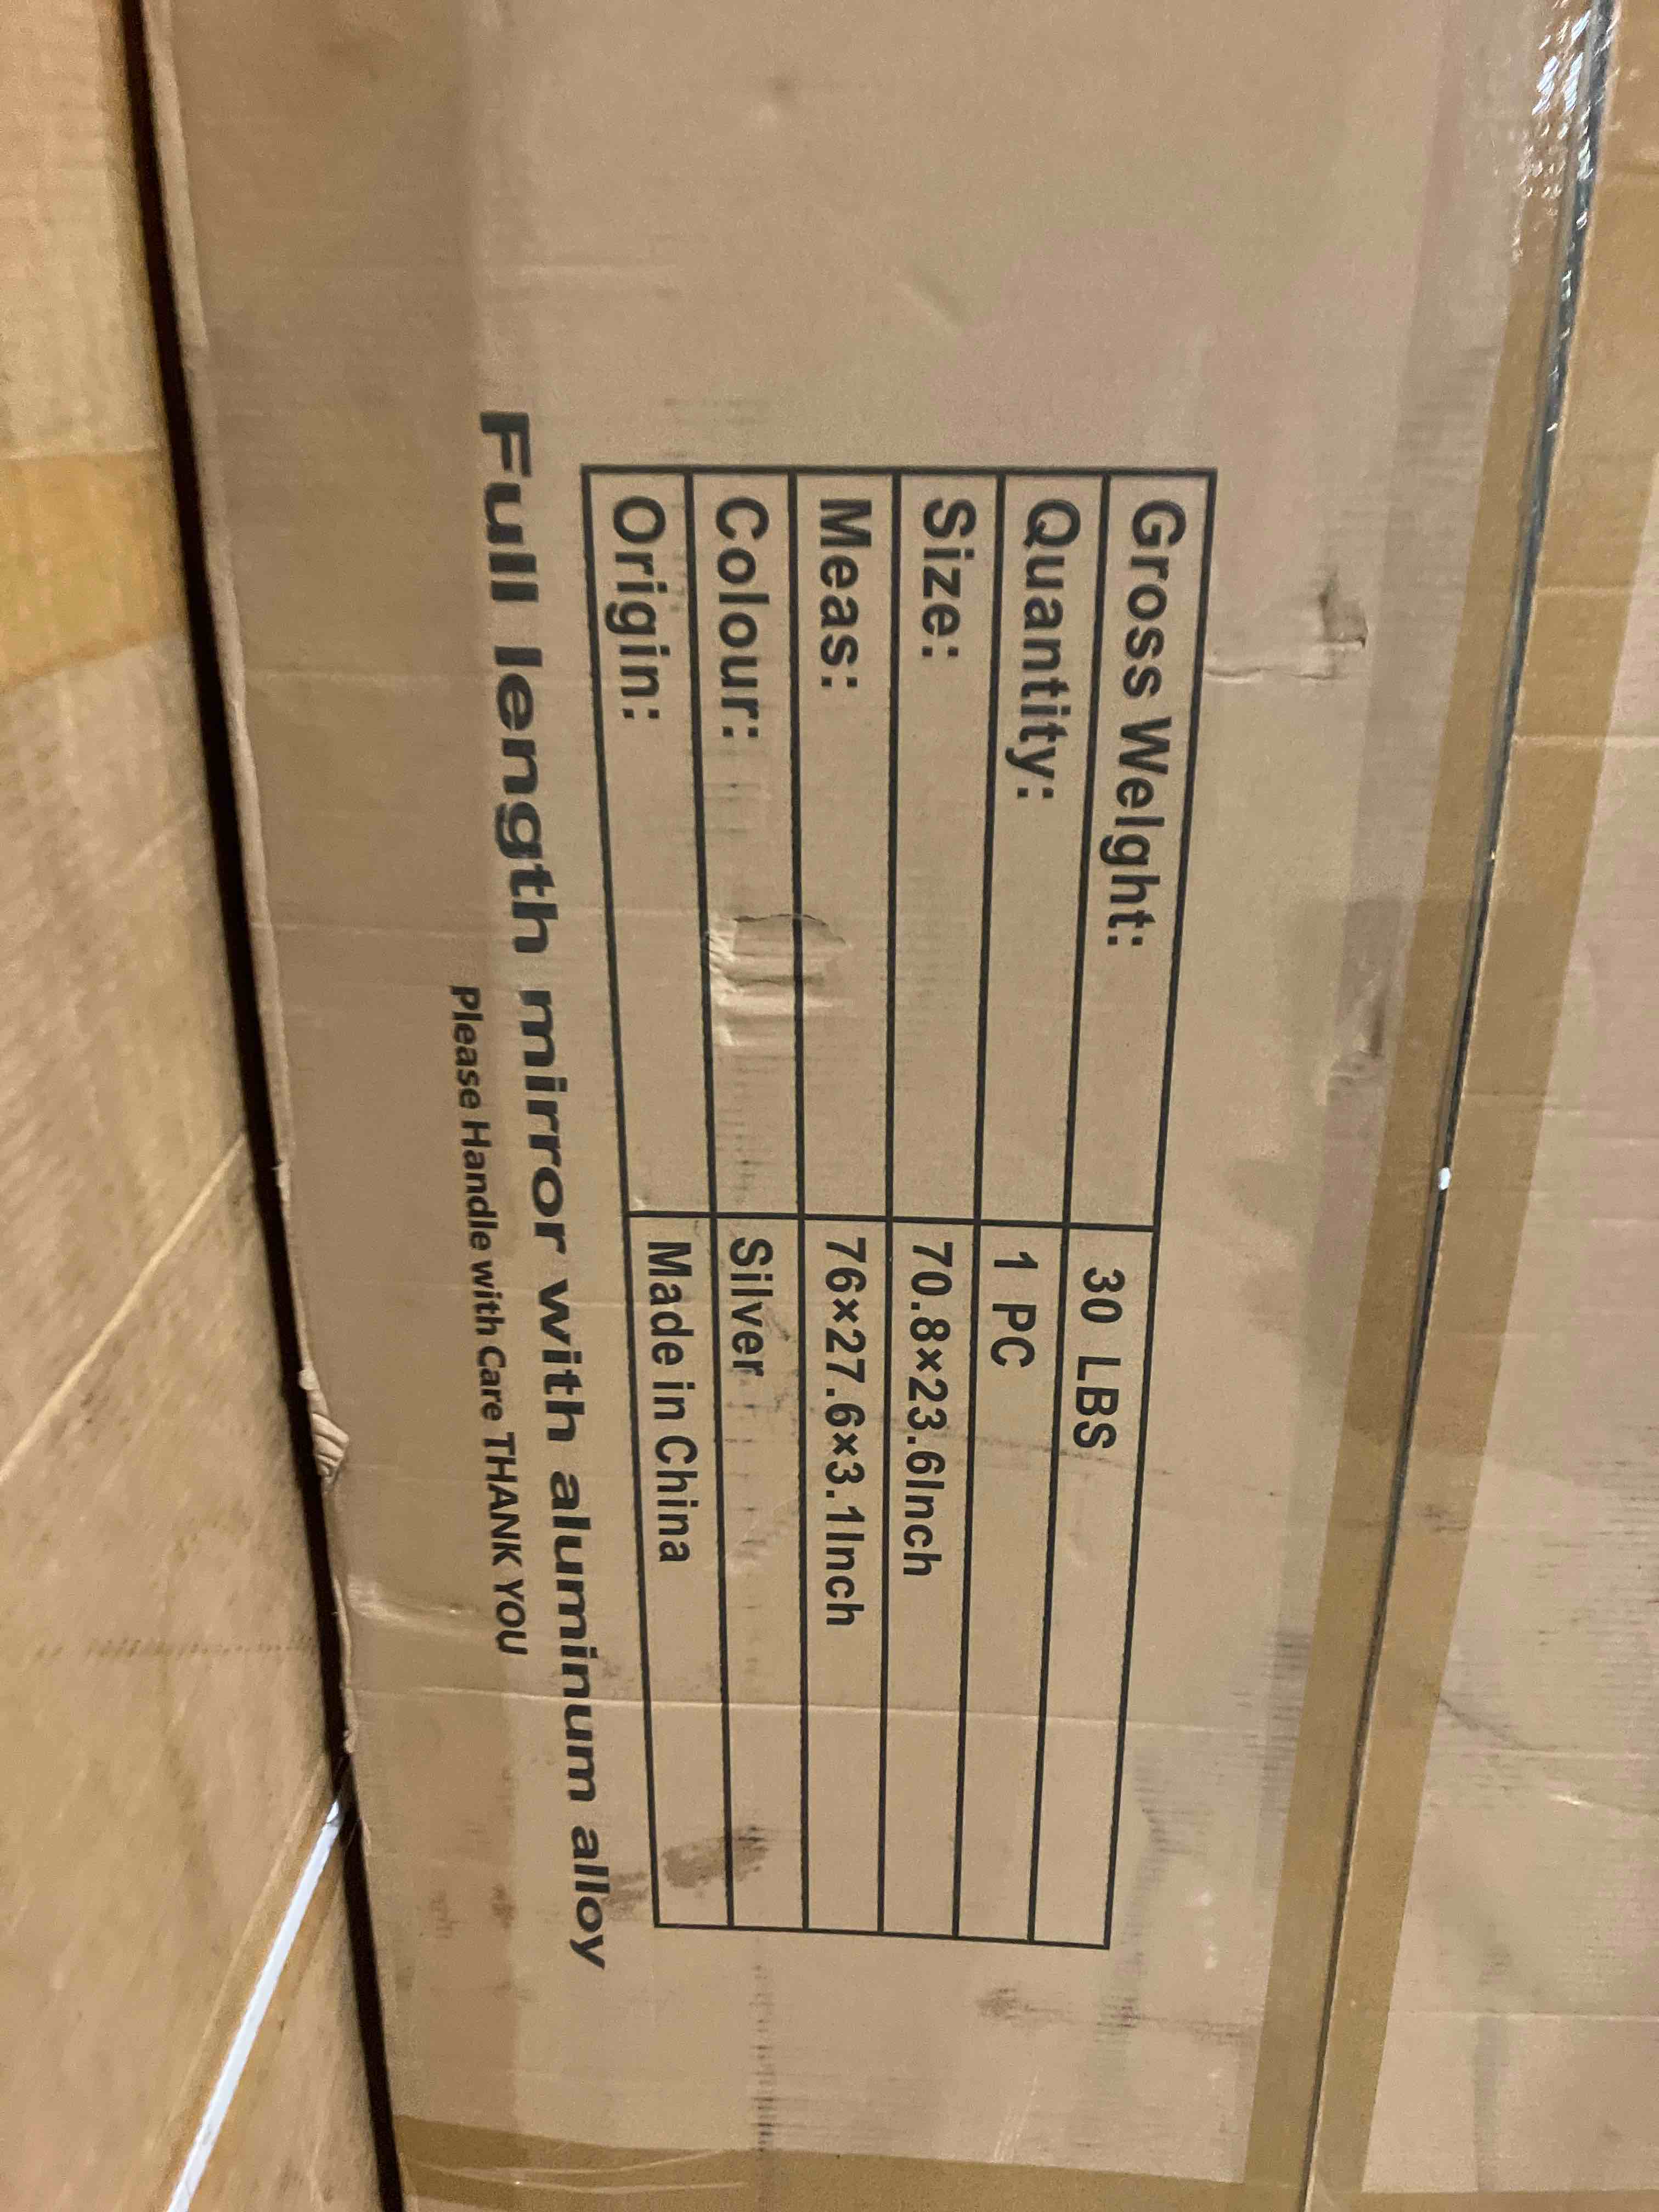 Gross Welght: 30 LBS
Quantity: 1 PC
Size: 70.8×23.6Inch
Meas: 76×27.6×3.1Inch
Colour: Silver
Origin: Made in China
Full length mirror with aluminum alloy
Please Handle with Care THANK YOU